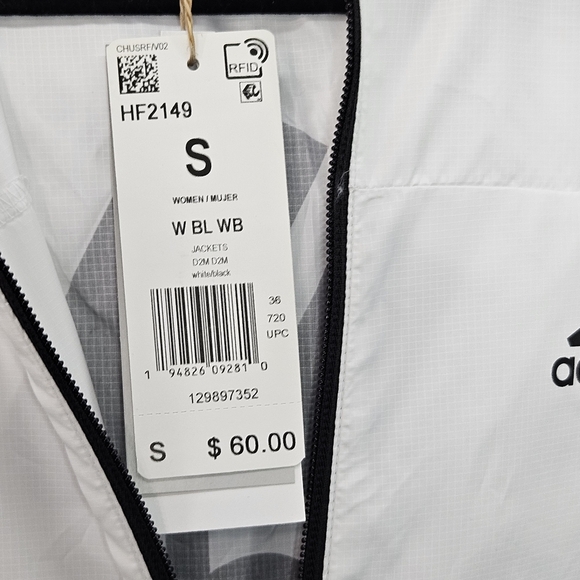 CHUSRF/V02
RFID
HF2149
S
WOMEN / MUJER
W BL WB
JACKETS
D2M D2M
white/black
36
720
UPC
1 94826 09281 0
129897352
S $ 60.00